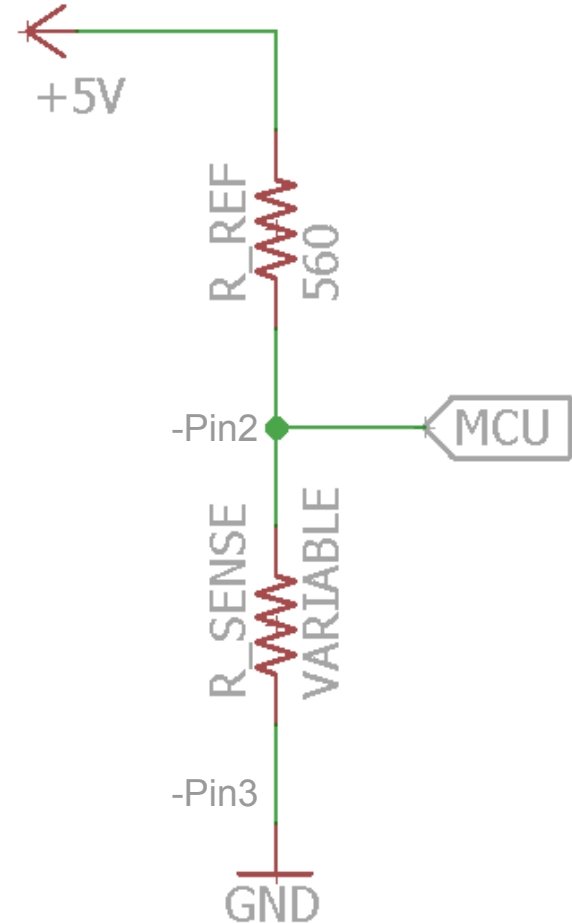 +5V
R_REF
560
-Pin2
MCU
R_SENSE
VARIABLE
-Pin3
GND